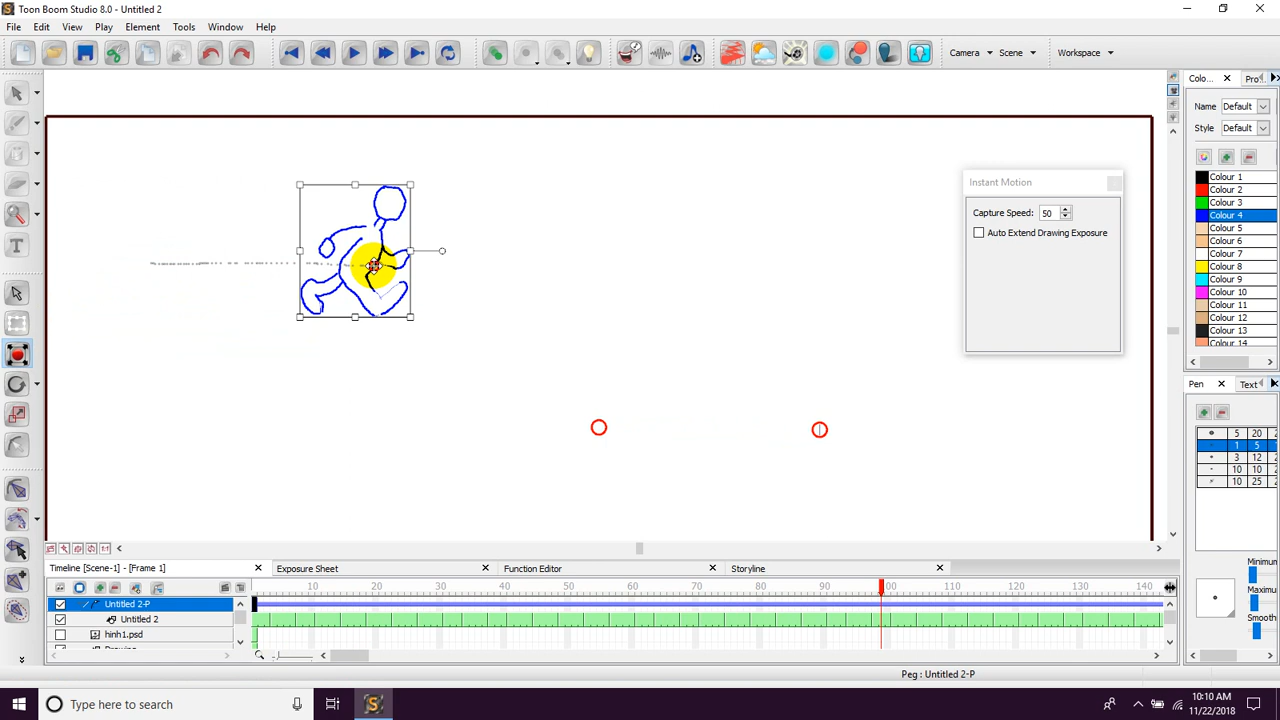 Toon Boom Studio 8.0 - Untitled 2
File Edit View Play Element Tools Window Help
Camera Scene Workspace
Colo...
Name Default
Style Default
Colour 1
Colour 2
Colour 3
Colour 4
Colour 5
Colour 6
Colour 7
Colour 8
Colour 9
Colour 10
Colour 11
Colour 12
Colour 13
Colour 14
Instant Motion
Capture Speed: 50
Auto Extend Drawing Exposure
Pen Text
5 20
1 5
3 12
10 10
10 25
Minimu
Maximu
Smooth
Timeline [Scene-1] - [Frame 1] Exposure Sheet Function Editor Storyline
10 20 30 40 50 60 70 80 90 00 110 120 130 140
Untitled 2-P
Untitled 2
hinh1.psd
Peg : Untitled 2-P
Type here to search
10:10 AM
11/22/2018